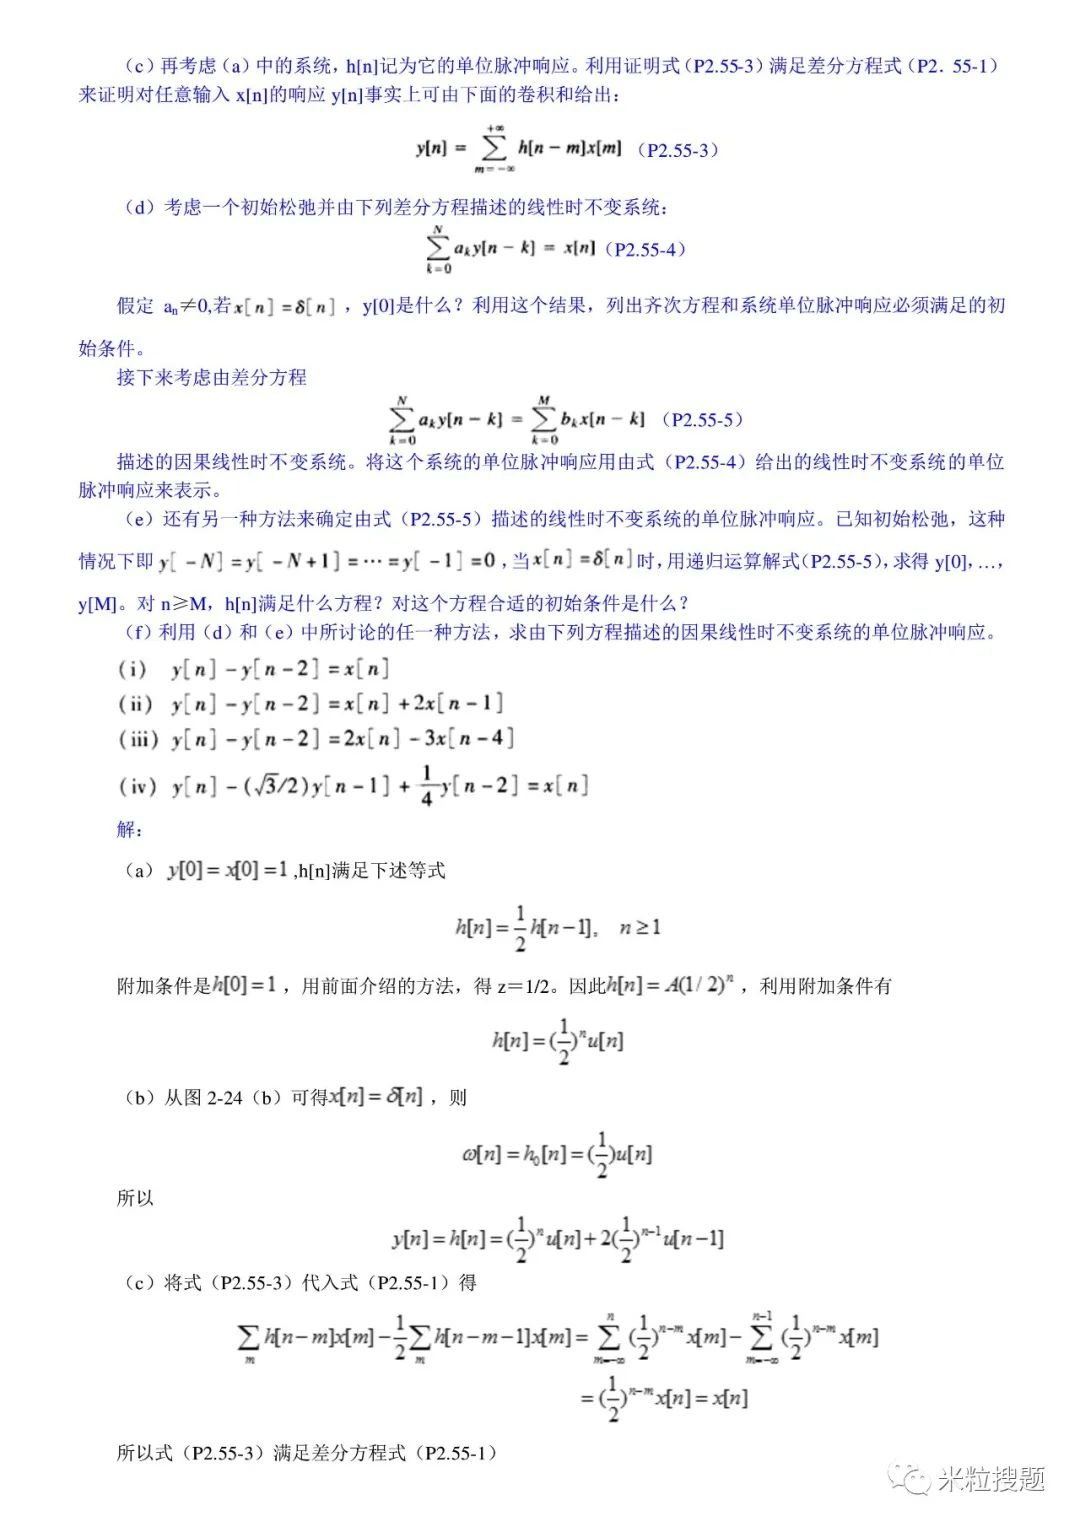 (c)再考虑(a)中的系统,h[n]记为它的单位脉冲响应。利用证明式(P2.55-3)满足差分方程式(P2．55-1)
来证明对任意输入 x[n]的响应 y[n]事实上可由下面的卷积和给出:
y[n] = ∑_{m=-∞}^{+∞} h[n − m]x[m] (P2.55-3)
(d)考虑一个初始松弛并由下列差分方程描述的线性时不变系统:
∑_{k=0}^{N} a_k y[n − k] = x[n] (P2.55-4)
假定 a_n≠0,若x[n]=δ[n],y[0]是什么?利用这个结果,列出齐次方程和系统单位脉冲响应必须满足的初
始条件。
接下来考虑由差分方程
∑_{k=0}^{N} a_k y[n − k] = ∑_{k=0}^{M} b_k x[n − k] (P2.55-5)
描述的因果线性时不变系统。将这个系统的单位脉冲响应用由式(P2.55-4)给出的线性时不变系统的单位
脉冲响应来表示。
(e)还有另一种方法来确定由式(P2.55-5)描述的线性时不变系统的单位脉冲响应。已知初始松弛,这种
情况下即y[−N]=y[−N+1]=···=y[−1]=0,当x[n]=δ[n]时,用递归运算解式(P2.55-5),求得 y[0],…,
y[M]。对 n≥M,h[n]满足什么方程?对这个方程合适的初始条件是什么?
(f)利用(d)和(e)中所讨论的任一种方法,求由下列方程描述的因果线性时不变系统的单位脉冲响应。
(i) y[n]−y[n−2]=x[n]
(ii) y[n]−y[n−2]=x[n]+2x[n−1]
(iii) y[n]−y[n−2]=2x[n]−3x[n−4]
(iv) y[n]−(√3/2)y[n−1]+1/4 y[n−2]=x[n]
解:
(a) y[0]=x[0]=1,h[n]满足下述等式
h[n]=1/2 h[n−1], n≥1
附加条件是h[0]=1,用前面介绍的方法,得 z=1/2。因此h[n]=A(1/2)^n,利用附加条件有
h[n]=(1/2)^n u[n]
(b)从图 2-24(b)可得x[n]=δ[n],则
ω[n]=h_0[n]=(1/2)u[n]
所以
y[n]=h[n]=(1/2)^n u[n]+2(1/2)^{n−1} u[n−1]
(c)将式(P2.55-3)代入式(P2.55-1)得
∑_m h[n−m]x[m]−1/2 ∑_m h[n−m−1]x[m]=∑_{m=−∞}^{n} (1/2)^{n−m} x[m]−∑_{m=−∞}^{n−1} (1/2)^{n−m} x[m]
=(1/2)^{n−m} x[n]=x[n]
所以式(P2.55-3)满足差分方程式(P2.55-1)
米粒搜题